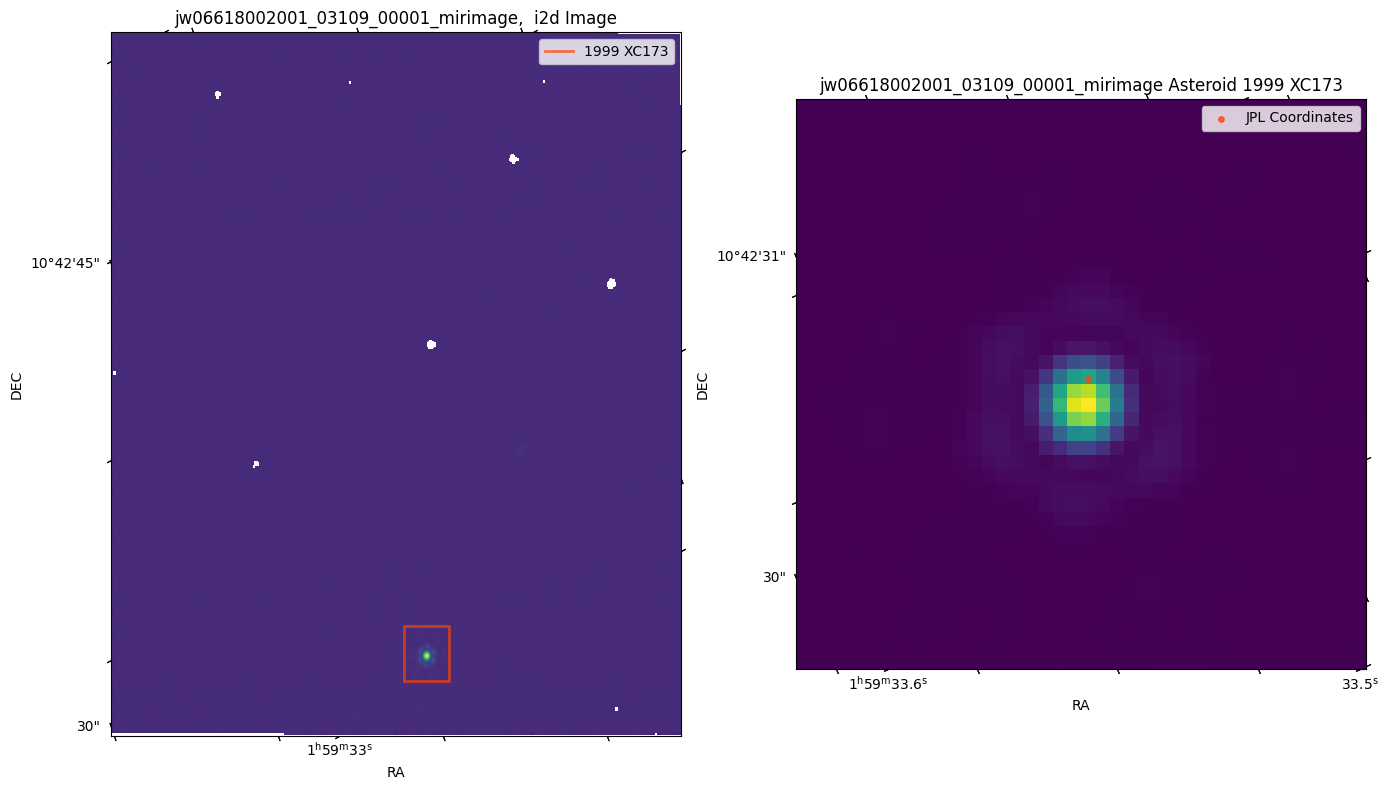 jw06618002001_03109_00001_mirimage,  i2d Image
1999 XC173
10°42'45"
DEC
30"
1ʰ59ᵐ33ˢ
RA
jw06618002001_03109_00001_mirimage Asteroid 1999 XC173
JPL Coordinates
10°42'31"
DEC
30"
1ʰ59ᵐ33.6ˢ
33.5ˢ
RA